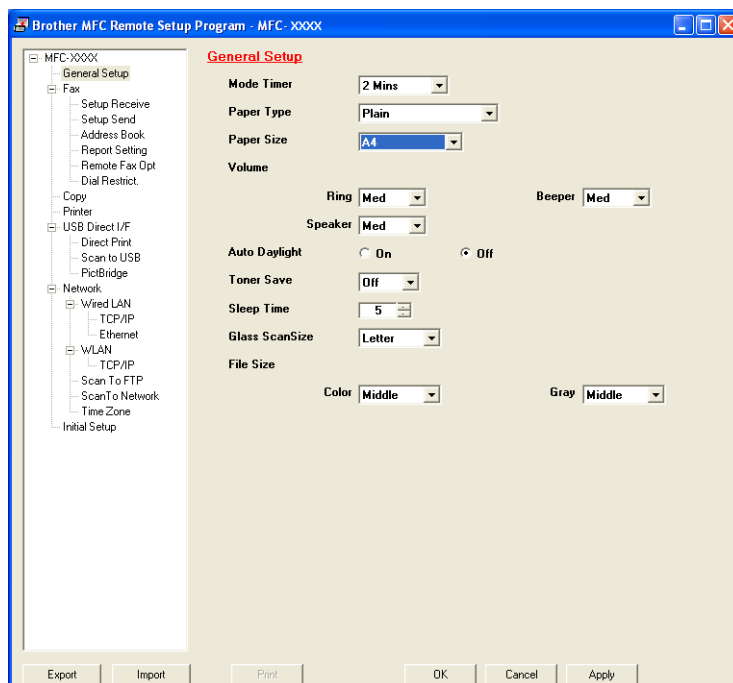 Brother MFC Remote Setup Program - MFC- XXXX
MFC-XXXX
General Setup
Fax
Setup Receive
Setup Send
Address Book
Report Setting
Remote Fax Opt
Dial Restrict.
Copy
Printer
USB Direct I/F
Direct Print
Scan to USB
PictBridge
Network
Wired LAN
TCP/IP
Ethernet
WLAN
TCP/IP
Scan To FTP
ScanTo Network
Time Zone
Initial Setup
General Setup
Mode Timer 2 Mins
Paper Type Plain
Paper Size A4
Volume
Ring Med Beeper Med
Speaker Med
Auto Daylight On Off
Toner Save Off
Sleep Time 5
Glass ScanSize Letter
File Size
Color Middle Gray Middle
Export Import Print OK Cancel Apply